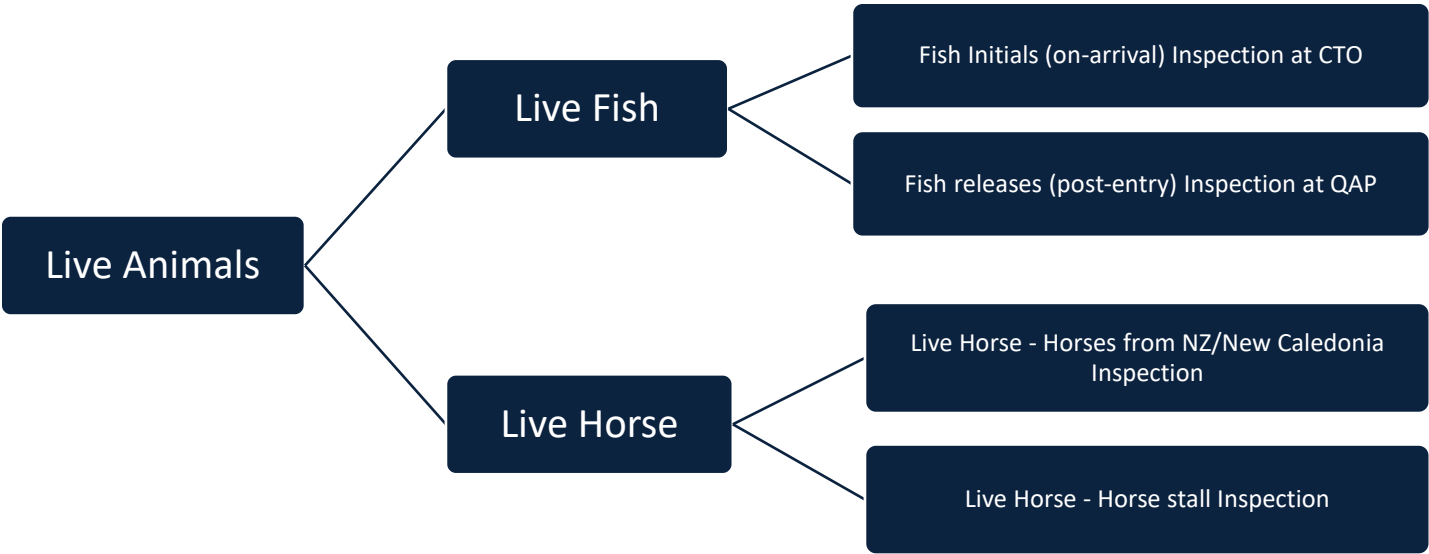 Live Animals
Live Fish
Fish Initials (on-arrival) Inspection at CTO
Fish releases (post-entry) Inspection at QAP
Live Horse
Live Horse - Horses from NZ/New Caledonia
Inspection
Live Horse - Horse stall Inspection